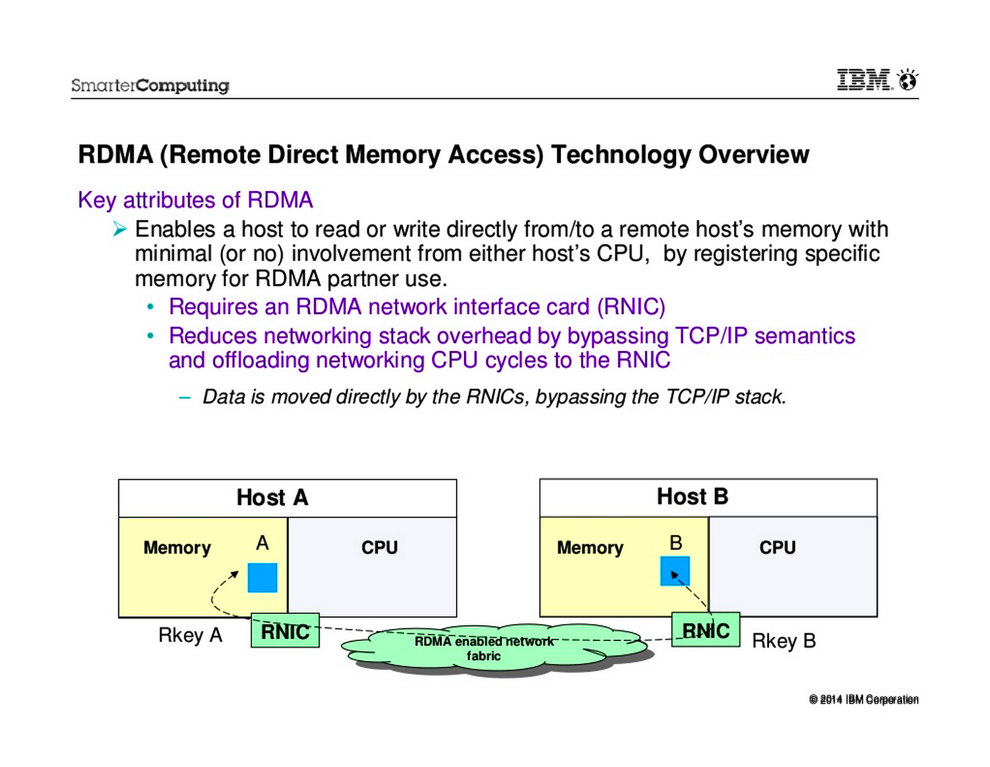 SmarterComputing
IBM.
RDMA (Remote Direct Memory Access) Technology Overview
Key attributes of RDMA
➢ Enables a host to read or write directly from/to a remote host's memory with
minimal (or no) involvement from either host's CPU, by registering specific
memory for RDMA partner use.
• Requires an RDMA network interface card (RNIC)
• Reduces networking stack overhead by bypassing TCP/IP semantics
and offloading networking CPU cycles to the RNIC
– Data is moved directly by the RNICs, bypassing the TCP/IP stack.
Host A
Memory
A
CPU
Rkey A
RNIC
Host B
Memory
B
CPU
RNIC
Rkey B
RDMA enabled network
fabric
© 2014 IBM Corporation